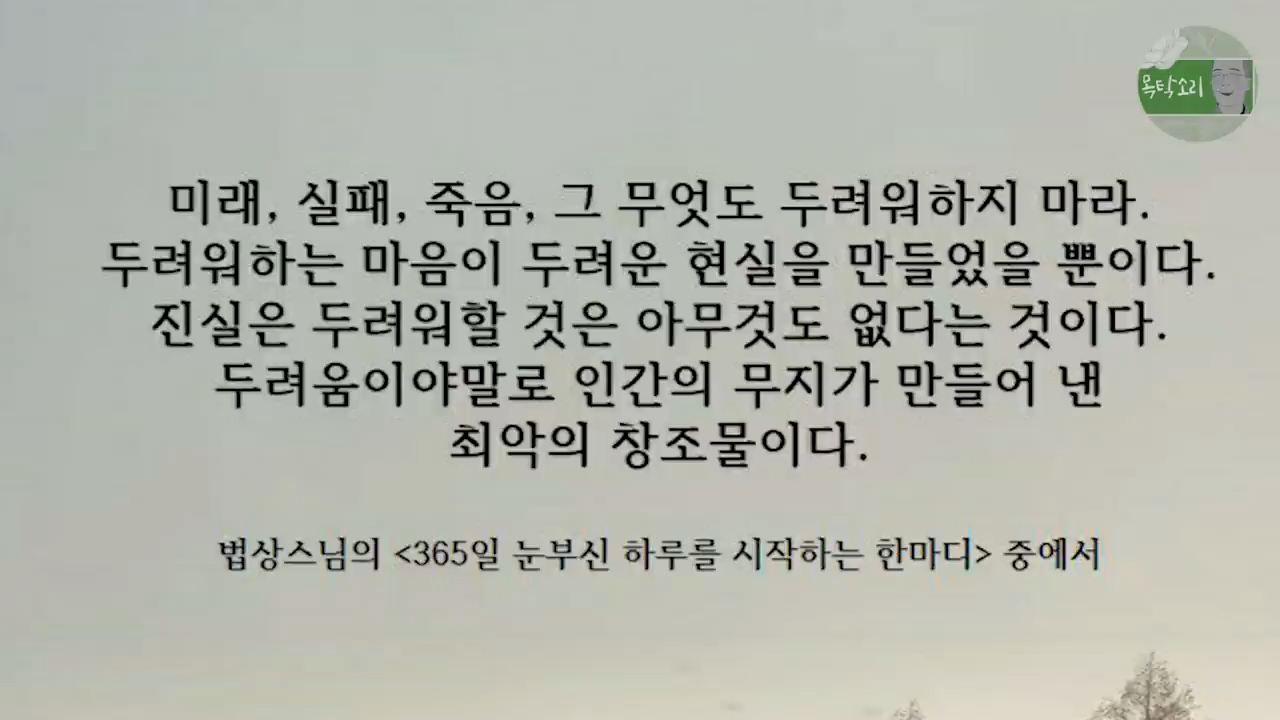 목탁소리
미래, 실패, 죽음, 그 무엇도 두려워하지 마라.
두려워하는 마음이 두려운 현실을 만들었을 뿐이다.
진실은 두려워할 것은 아무것도 없다는 것이다.
두려움이야말로 인간의 무지가 만들어 낸
최악의 창조물이다.
법상스님의 <365일 눈부신 하루를 시작하는 한마디> 중에서